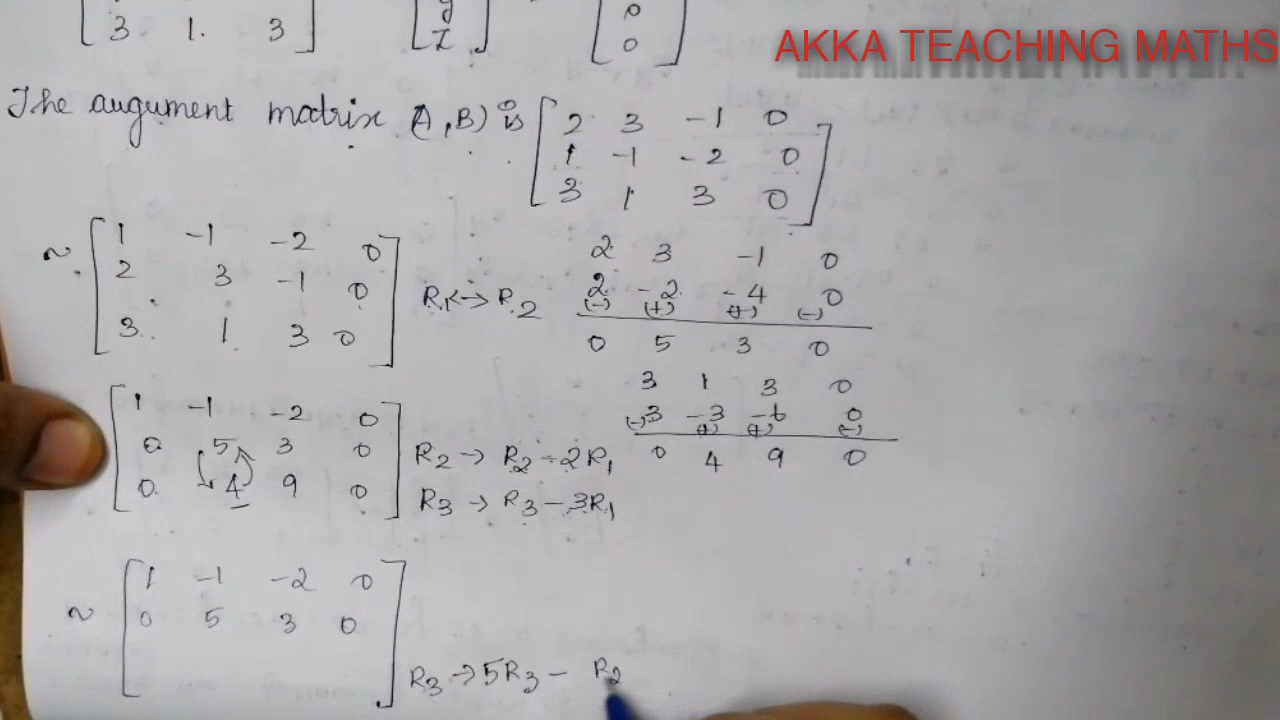 AKKA TEACHING MATHS
3 1. 3 y 0
z 0
The augument matrix (A, B) is 2 3 -1 0
1 -1 -2 0
3 1 3 0
~ 1 -1 -2 0
2 3 -1 0
3 1 3 0
R1 ↔ R2
2 3 -1 0
2 -2 -4 0
(-) (+) (+) (-)
0 5 3 0
3 1 3 0
(-)3 -3 -6 0
(+) (+) (-)
0 4 9 0
1 -1 -2 0
0 5 3 0
0 4 9 0
R2 → R2 - 2R1
R3 → R3 - 3R1
~ 1 -1 -2 0
0 5 3 0
R3 → 5R3 - R2